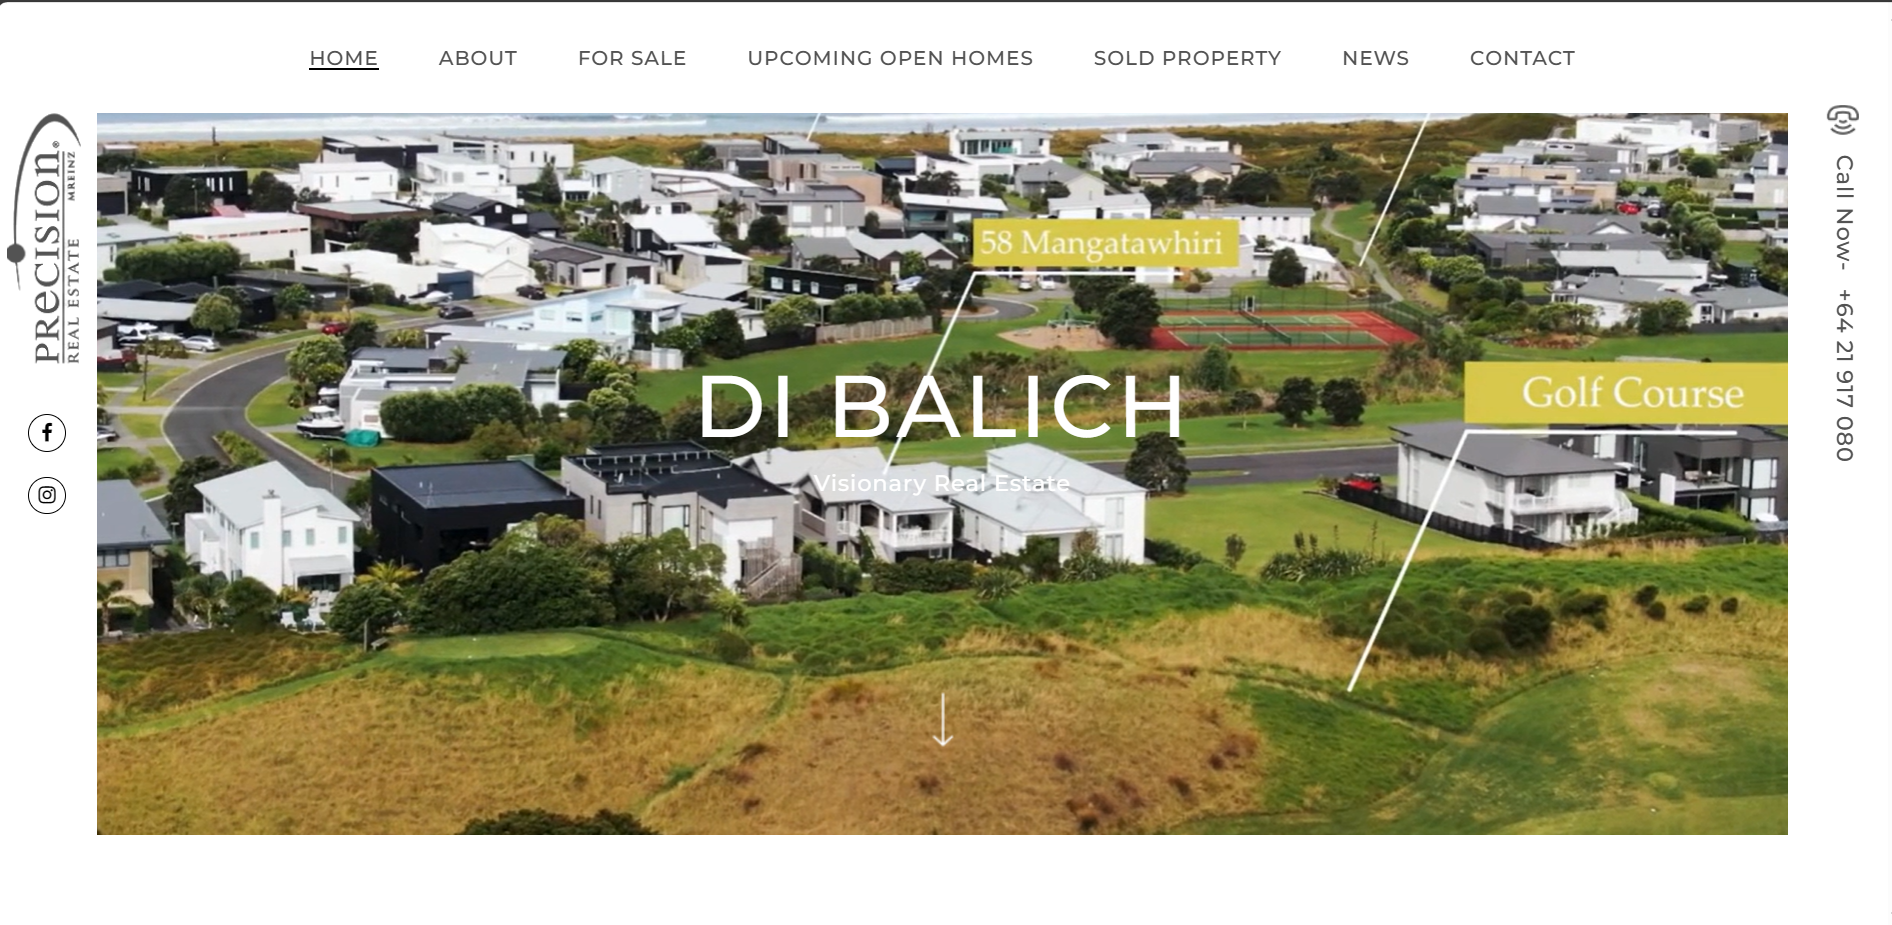 HOME ABOUT FOR SALE UPCOMING OPEN HOMES SOLD PROPERTY NEWS CONTACT
PRECISION®
MREINZ
REAL ESTATE
58 Mangatawhiri
Golf Course
DI BALICH
Visionary Real Estate
Call Now- +64 21 917 080